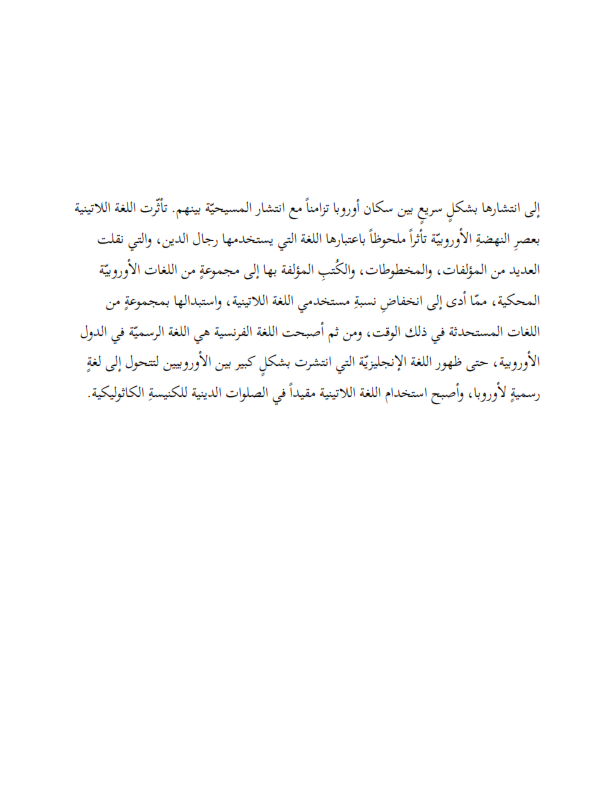 إلى انتشارها بشكلٍ سريعٍ بين سكان أوروبا تزامناً مع انتشار المسيحيّة بينهم. تأثّرت اللغة اللاتينية
بعصرِ النهضةِ الأوروبيّة تأثراً ملحوظاً باعتبارها اللغة التي يستخدمها رجال الدين، والتي نقلت
العديد من المؤلفات، والمخطوطات، والكُتبِ المؤلفة بها إلى مجموعةٍ من اللغات الأوروبيّة
المحكية، ممّا أدى إلى انخفاضِ نسبةِ مستخدمي اللغة اللاتينية، واستبدالها بمجموعةٍ من
اللغات المستحدثة في ذلك الوقت، ومن ثم أصبحت اللغة الفرنسية هي اللغة الرسميّة في الدول
الأوروبية، حتى ظهور اللغة الإنجليزيّة التي انتشرت بشكلٍ كبير بين الأوروبيين لتتحول إلى لغةٍ
رسميةٍ لأوروبا، وأصبح استخدام اللغة اللاتينية مقيداً في الصلوات الدينية للكنيسةِ الكاثوليكية.